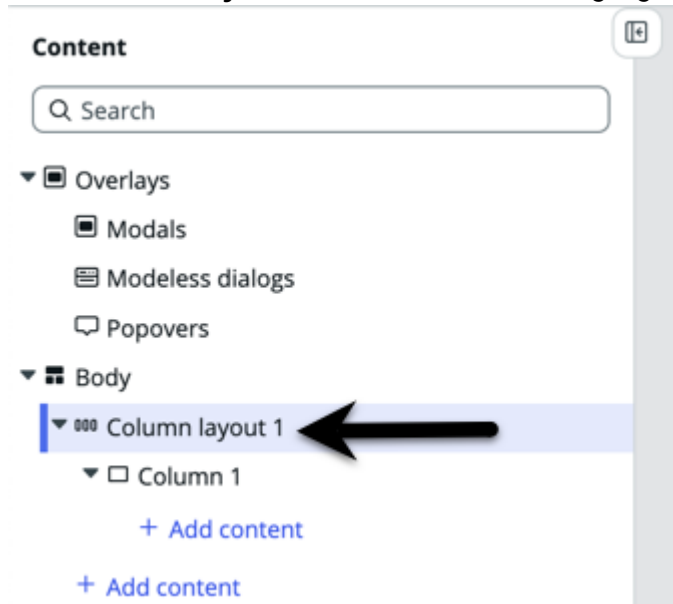 Content
Search
Overlays
Modals
Modeless dialogs
Popovers
Body
Column layout 1
Column 1
+ Add content
+ Add content